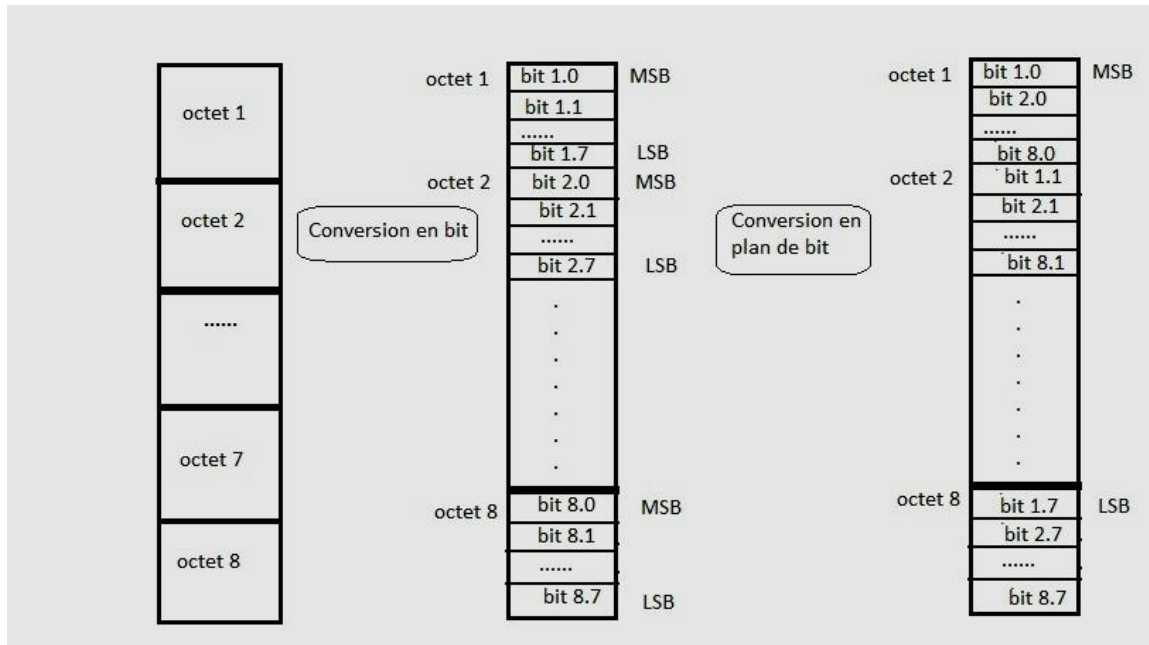 octet 1
octet 2
......
octet 7
octet 8
Conversion en bit
octet 1
bit 1.0
MSB
bit 1.1
......
bit 1.7
LSB
octet 2
bit 2.0
MSB
bit 2.1
......
bit 2.7
LSB
.
.
.
.
.
.
.
octet 8
bit 8.0
MSB
bit 8.1
......
bit 8.7
LSB
Conversion en
plan de bit
octet 1
bit 1.0
MSB
bit 2.0
......
bit 8.0
octet 2
bit 1.1
bit 2.1
......
bit 8.1
.
.
.
.
.
.
.
octet 8
bit 1.7
LSB
bit 2.7
......
bit 8.7